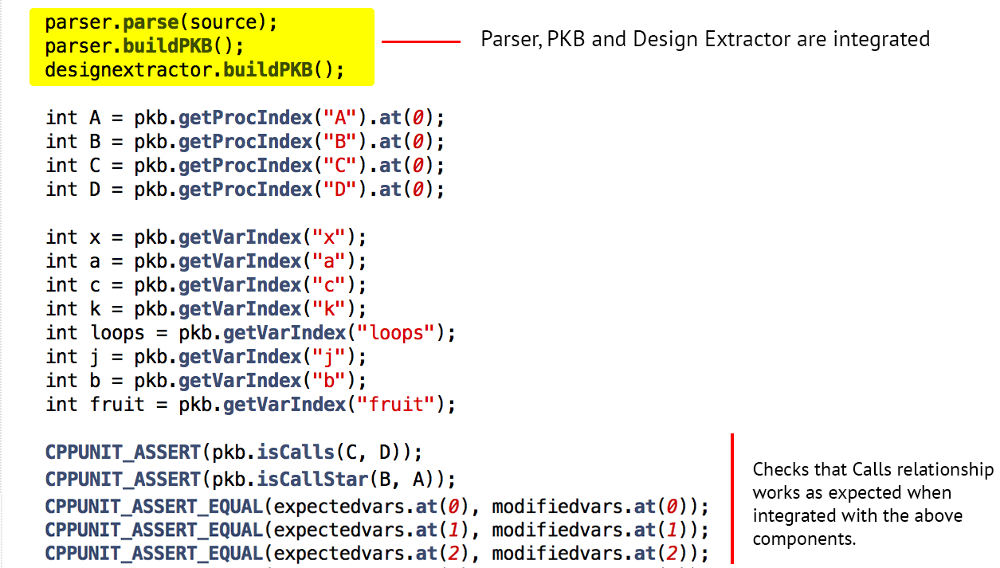 parser.parse(source);
parser.buildPKB();
designextractor.buildPKB();
Parser, PKB and Design Extractor are integrated
int A = pkb.getProcIndex("A").at(0);
int B = pkb.getProcIndex("B").at(0);
int C = pkb.getProcIndex("C").at(0);
int D = pkb.getProcIndex("D").at(0);
int x = pkb.getVarIndex("x");
int a = pkb.getVarIndex("a");
int c = pkb.getVarIndex("c");
int k = pkb.getVarIndex("k");
int loops = pkb.getVarIndex("loops");
int j = pkb.getVarIndex("j");
int b = pkb.getVarIndex("b");
int fruit = pkb.getVarIndex("fruit");
CPPUNIT_ASSERT(pkb.isCalls(C, D));
CPPUNIT_ASSERT(pkb.isCallStar(B, A));
CPPUNIT_ASSERT_EQUAL(expectedvars.at(0), modifiedvars.at(0));
CPPUNIT_ASSERT_EQUAL(expectedvars.at(1), modifiedvars.at(1));
CPPUNIT_ASSERT_EQUAL(expectedvars.at(2), modifiedvars.at(2));
Checks that Calls relationship
works as expected when
integrated with the above
components.